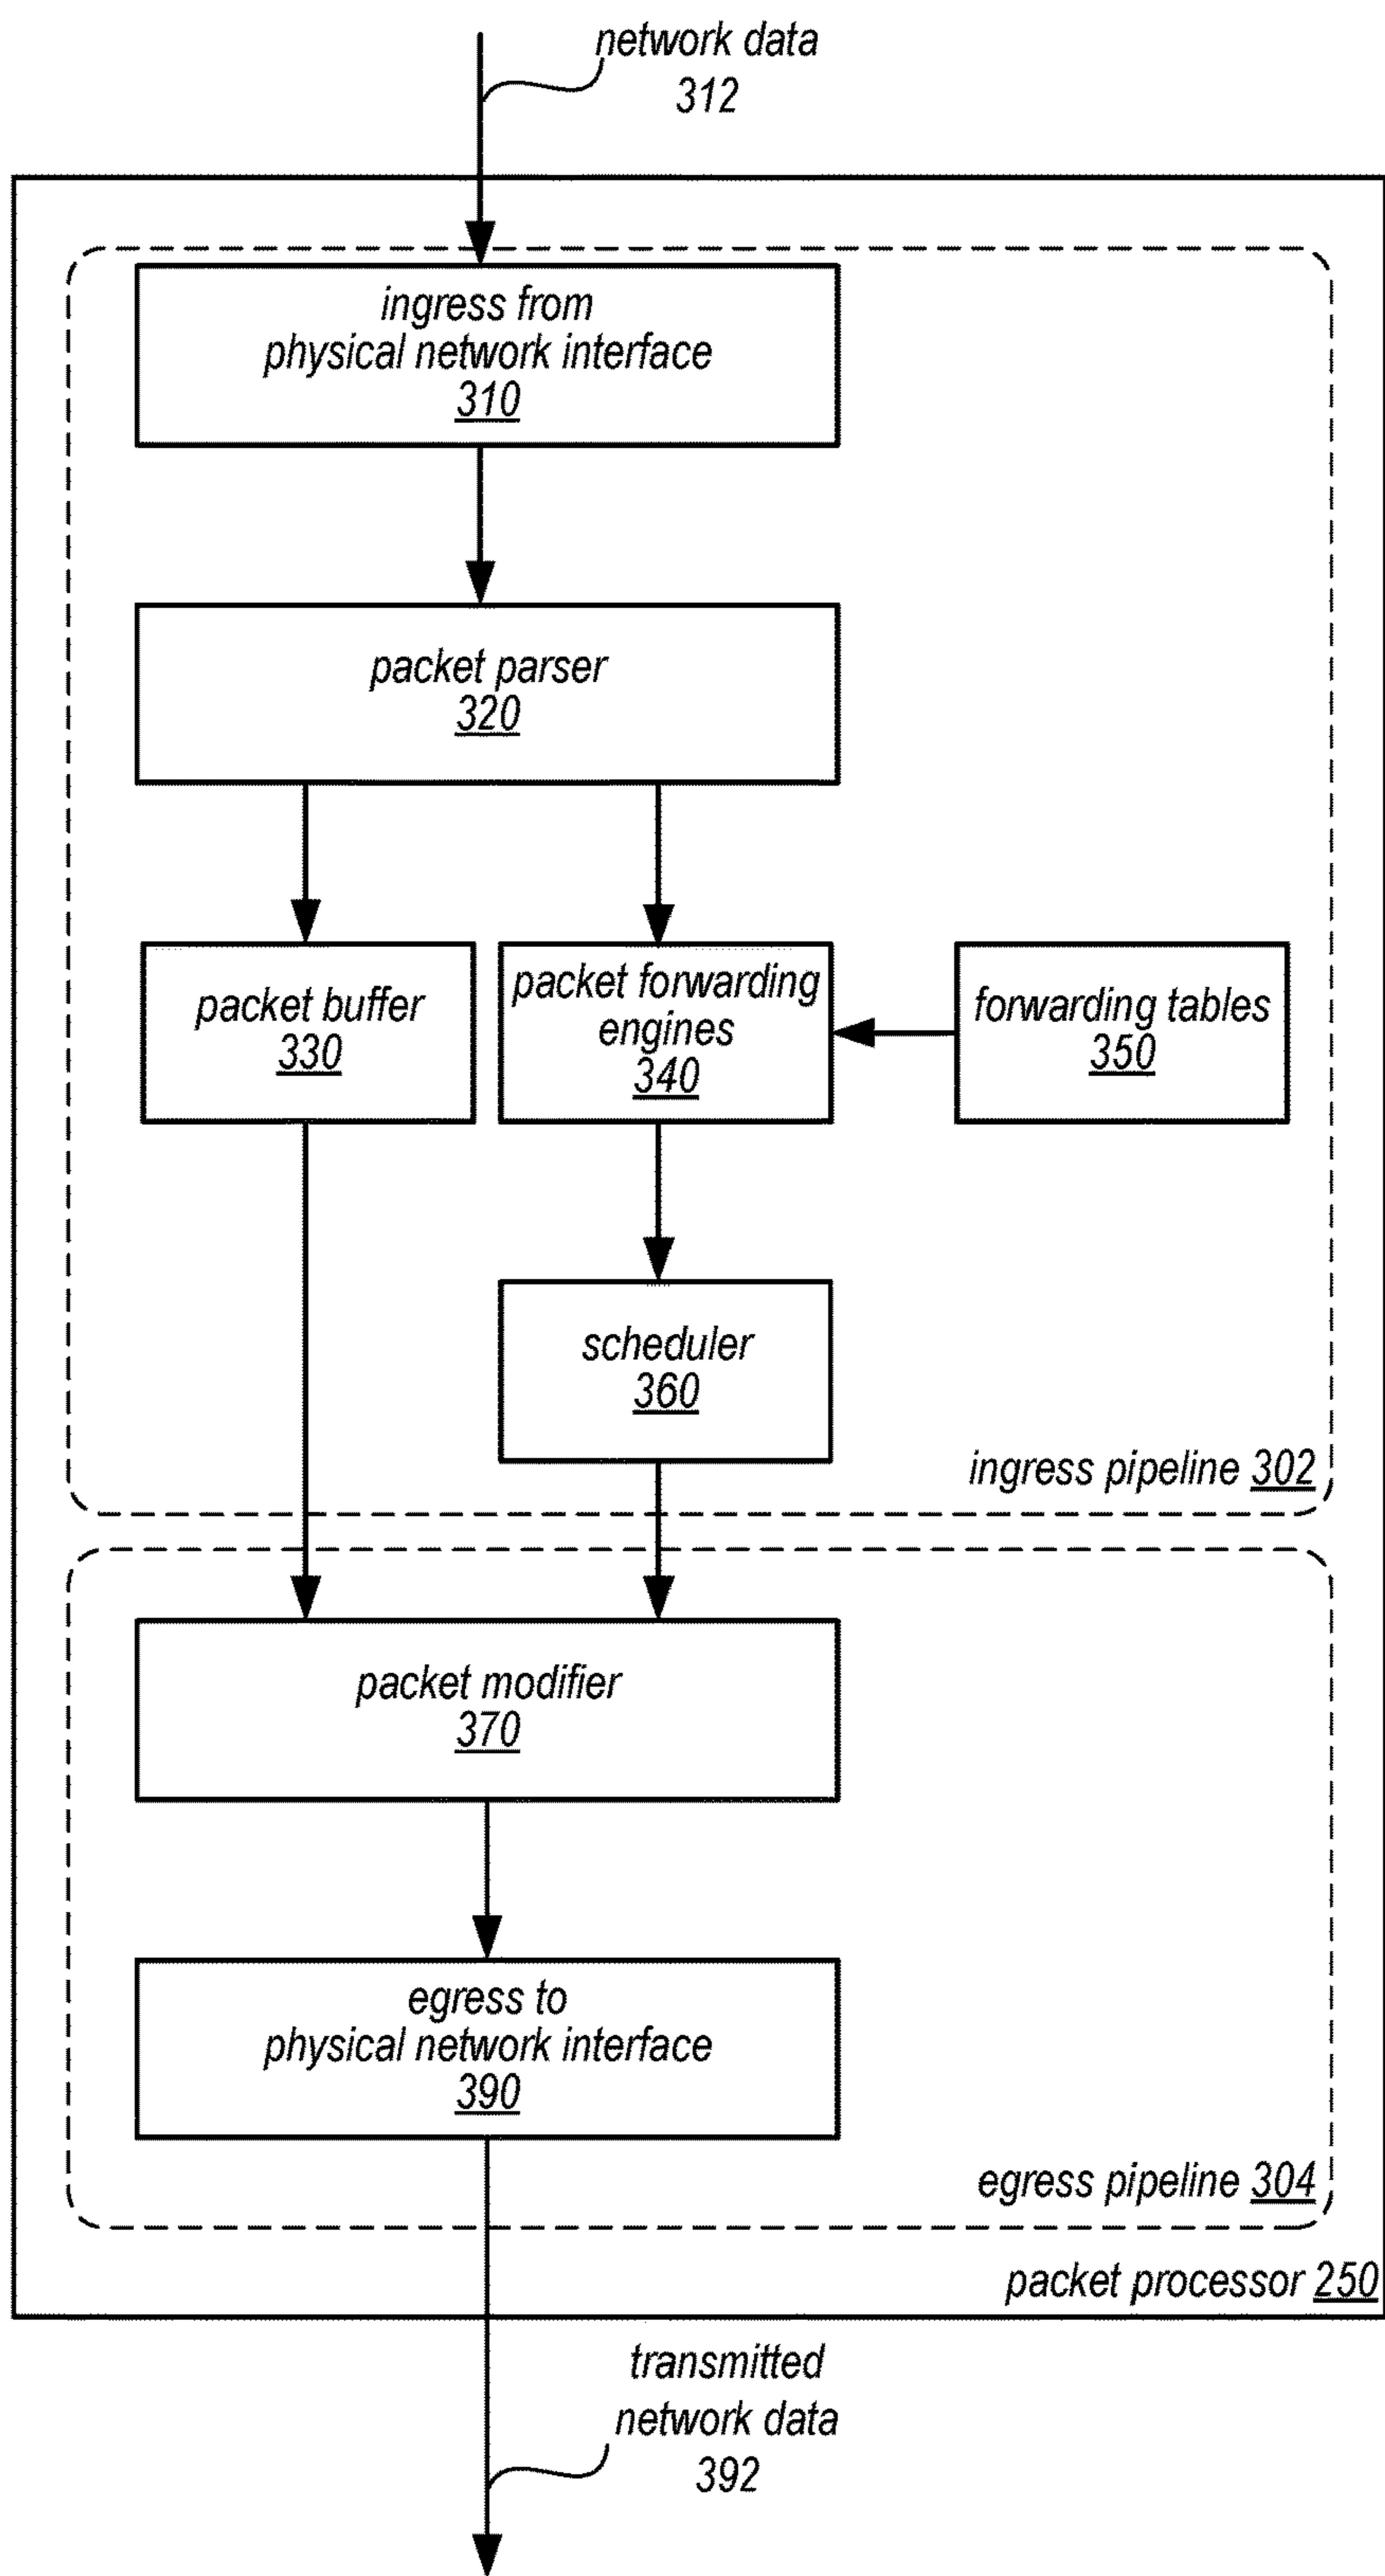 network data
312
ingress from
physical network interface
310
packet parser
320
packet buffer
330
packet forwarding
engines
340
forwarding tables
350
scheduler
360
ingress pipeline 302
packet modifier
370
egress to
physical network interface
390
egress pipeline 304
packet processor 250
transmitted
network data
392